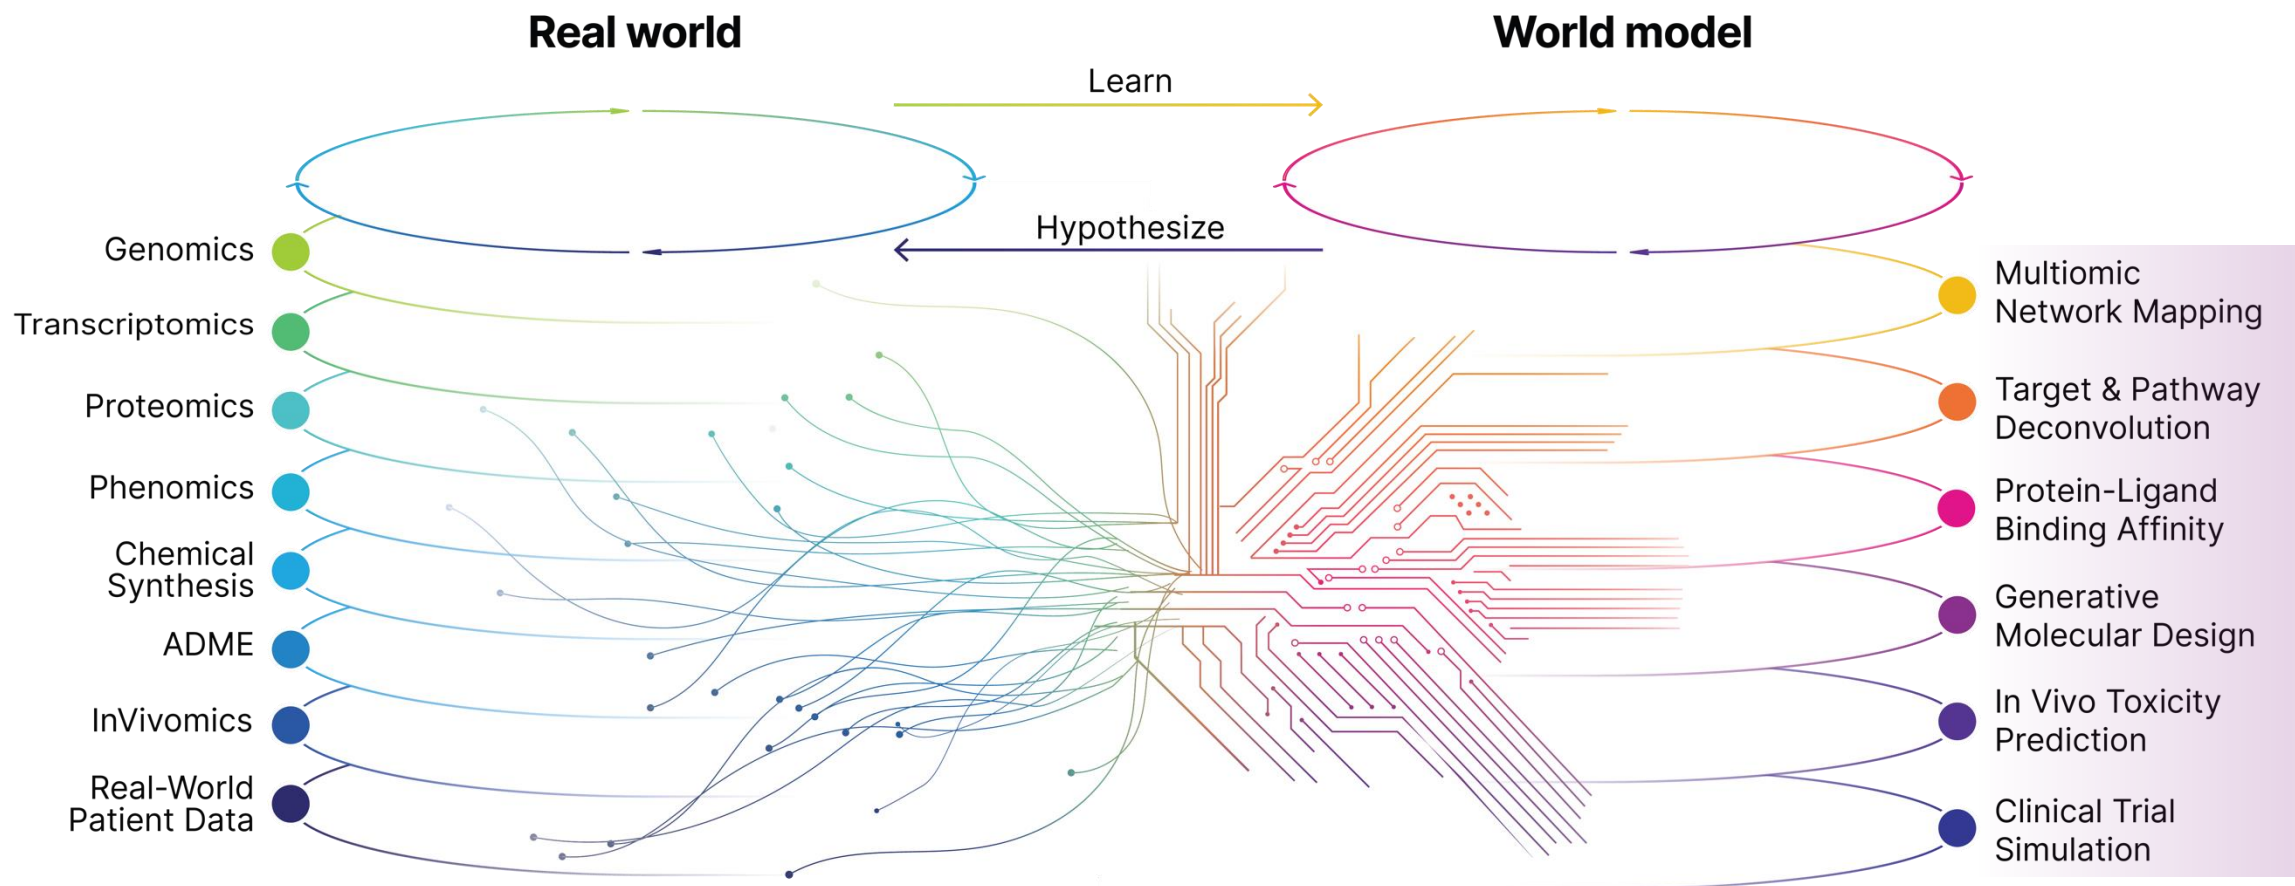 Real world
World model
Learn
Hypothesize
Genomics
Transcriptomics
Proteomics
Phenomics
Chemical
Synthesis
ADME
InVivomics
Real-World
Patient Data
Multiomic
Network Mapping
Target & Pathway
Deconvolution
Protein-Ligand
Binding Affinity
Generative
Molecular Design
In Vivo Toxicity
Prediction
Clinical Trial
Simulation